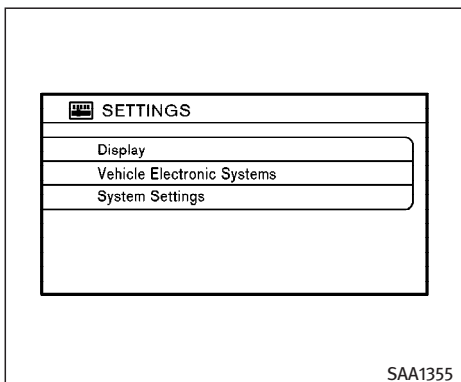 SETTINGS
Display
Vehicle Electronic Systems
System Settings
SAA1355